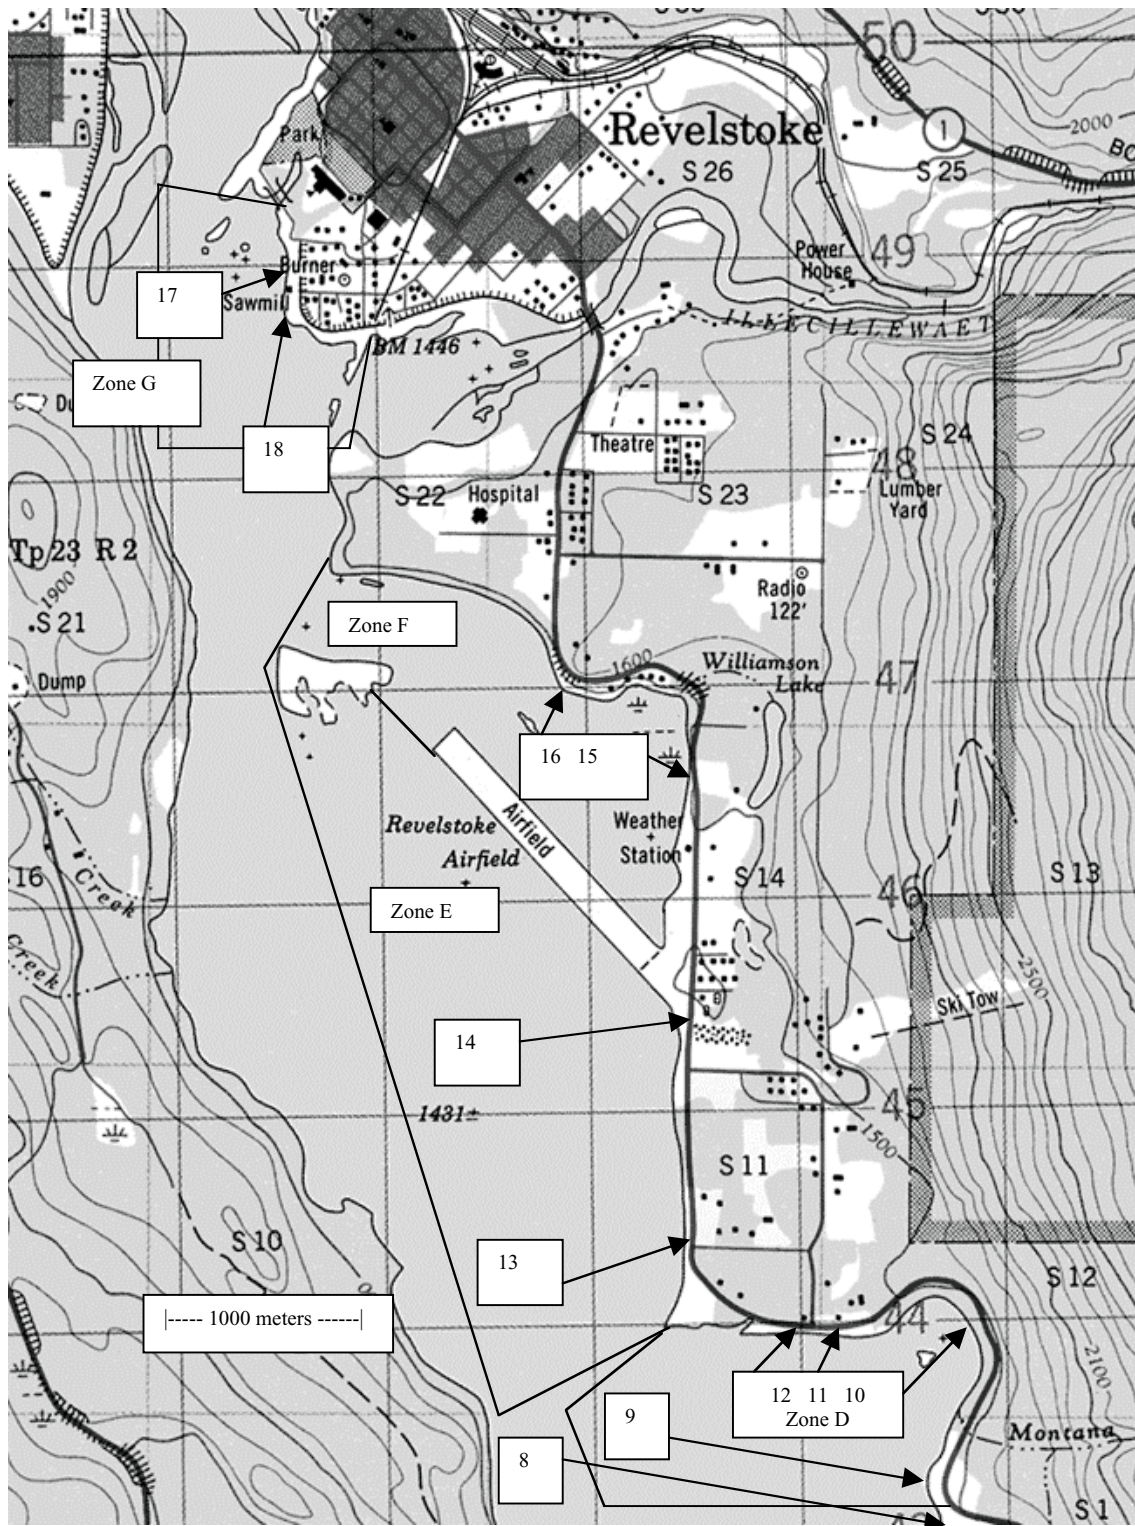 50
2000
1
Park
Revelstoke
S 26
S 25
49
Power
House
Burner
17
Sawmill
ILLECILLEWAET
BM 1446
Zone G
Theatre
S 24
18
48
S 22
Hospital
S 23
Lumber
Yard
Tp 23 R 2
1900
Radio
122'
S 21
Zone F
1600
Williamson
Lake
47
Dump
16 15
Airfield
Revelstoke
Airfield
Weather
Station
S 14
S 13
16
46
Creek
Zone E
Creek
2500
Ski Tow
14
1431±
45
1500
S 11
S 10
13
S 12
|----- 1000 meters ------|
44
2100
12 11 10
Zone D
9
Montana
8
S 1